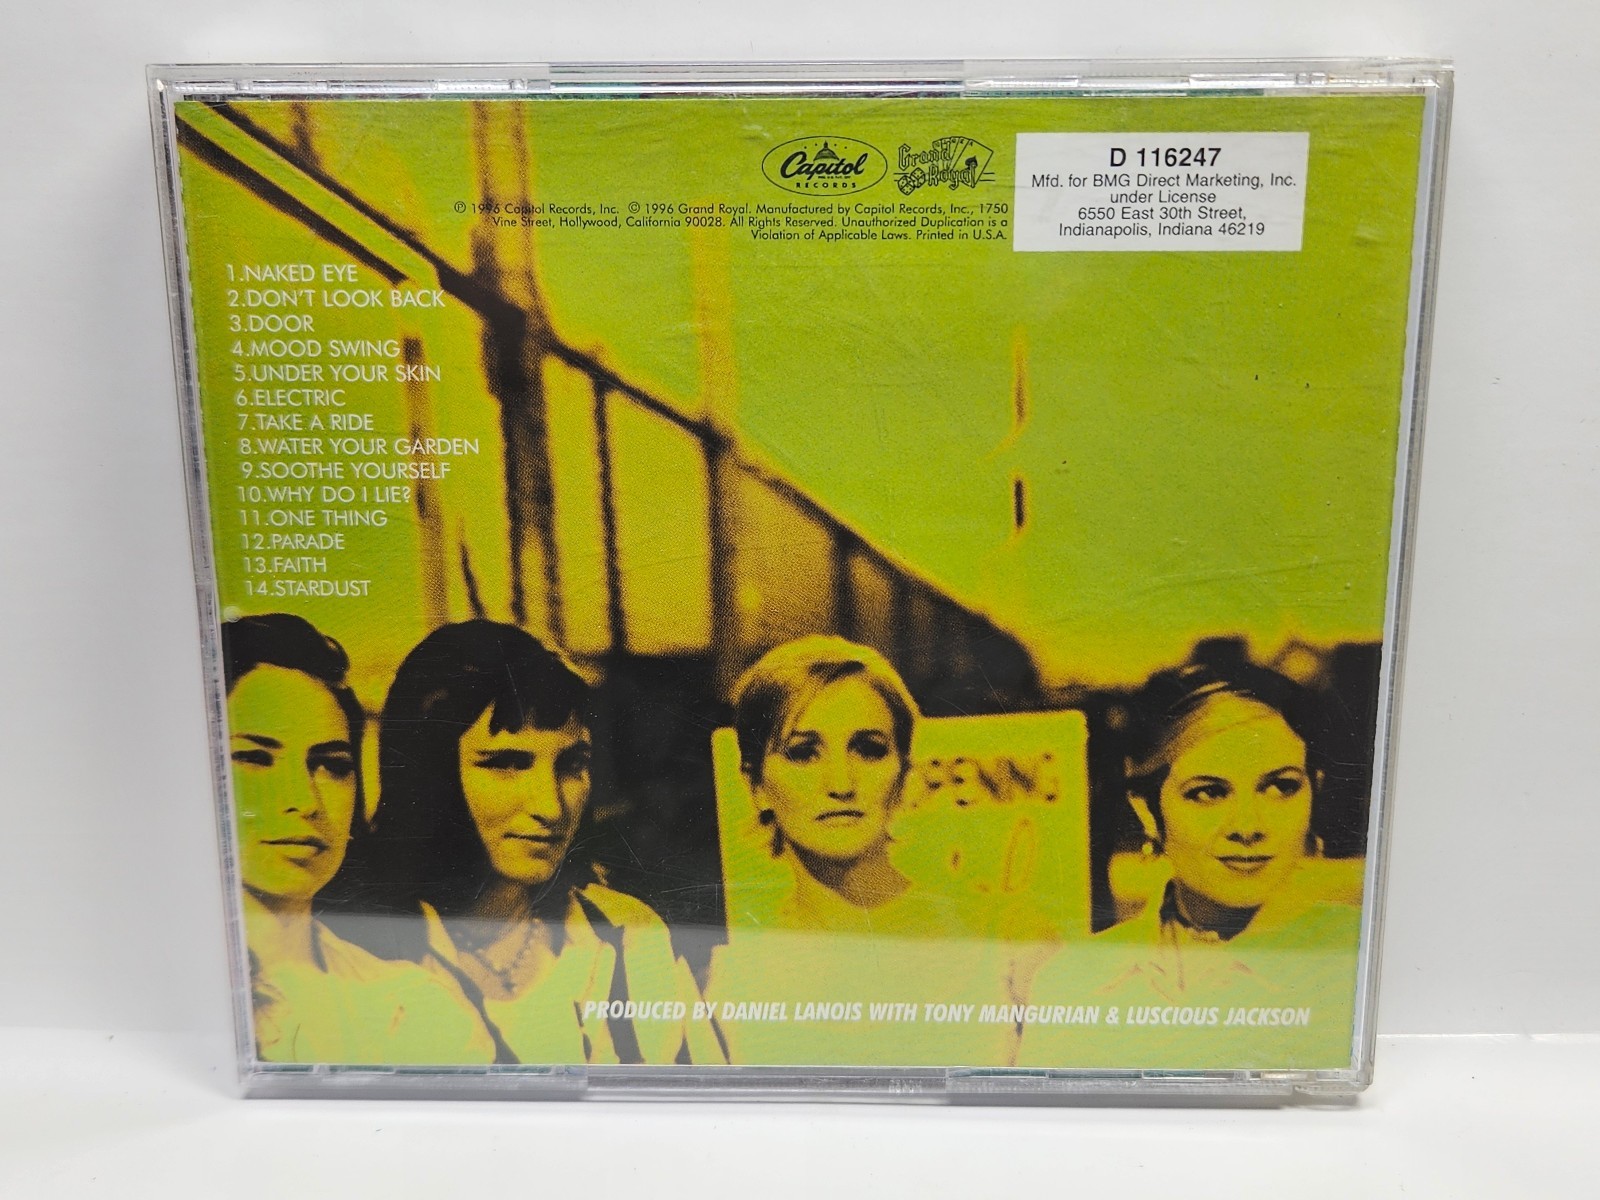 Capitol
RECORDS
Grand
Royal
D 116247
Mfd. for BMG Direct Marketing, Inc.
under License
6550 East 30th Street,
Indianapolis, Indiana 46219
℗ 1996 Capitol Records, Inc. © 1996 Grand Royal. Manufactured by Capitol Records, Inc., 1750
Vine Street, Hollywood, California 90028. All Rights Reserved. Unauthorized Duplication is a
Violation of Applicable Laws. Printed in U.S.A.
1.NAKED EYE
2.DON'T LOOK BACK
3.DOOR
4.MOOD SWING
5.UNDER YOUR SKIN
6.ELECTRIC
7.TAKE A RIDE
8.WATER YOUR GARDEN
9.SOOTHE YOURSELF
10.WHY DO I LIE?
11.ONE THING
12.PARADE
13.FAITH
14.STARDUST
OPENING
PRODUCED BY DANIEL LANOIS WITH TONY MANGURIAN & LUSCIOUS JACKSON